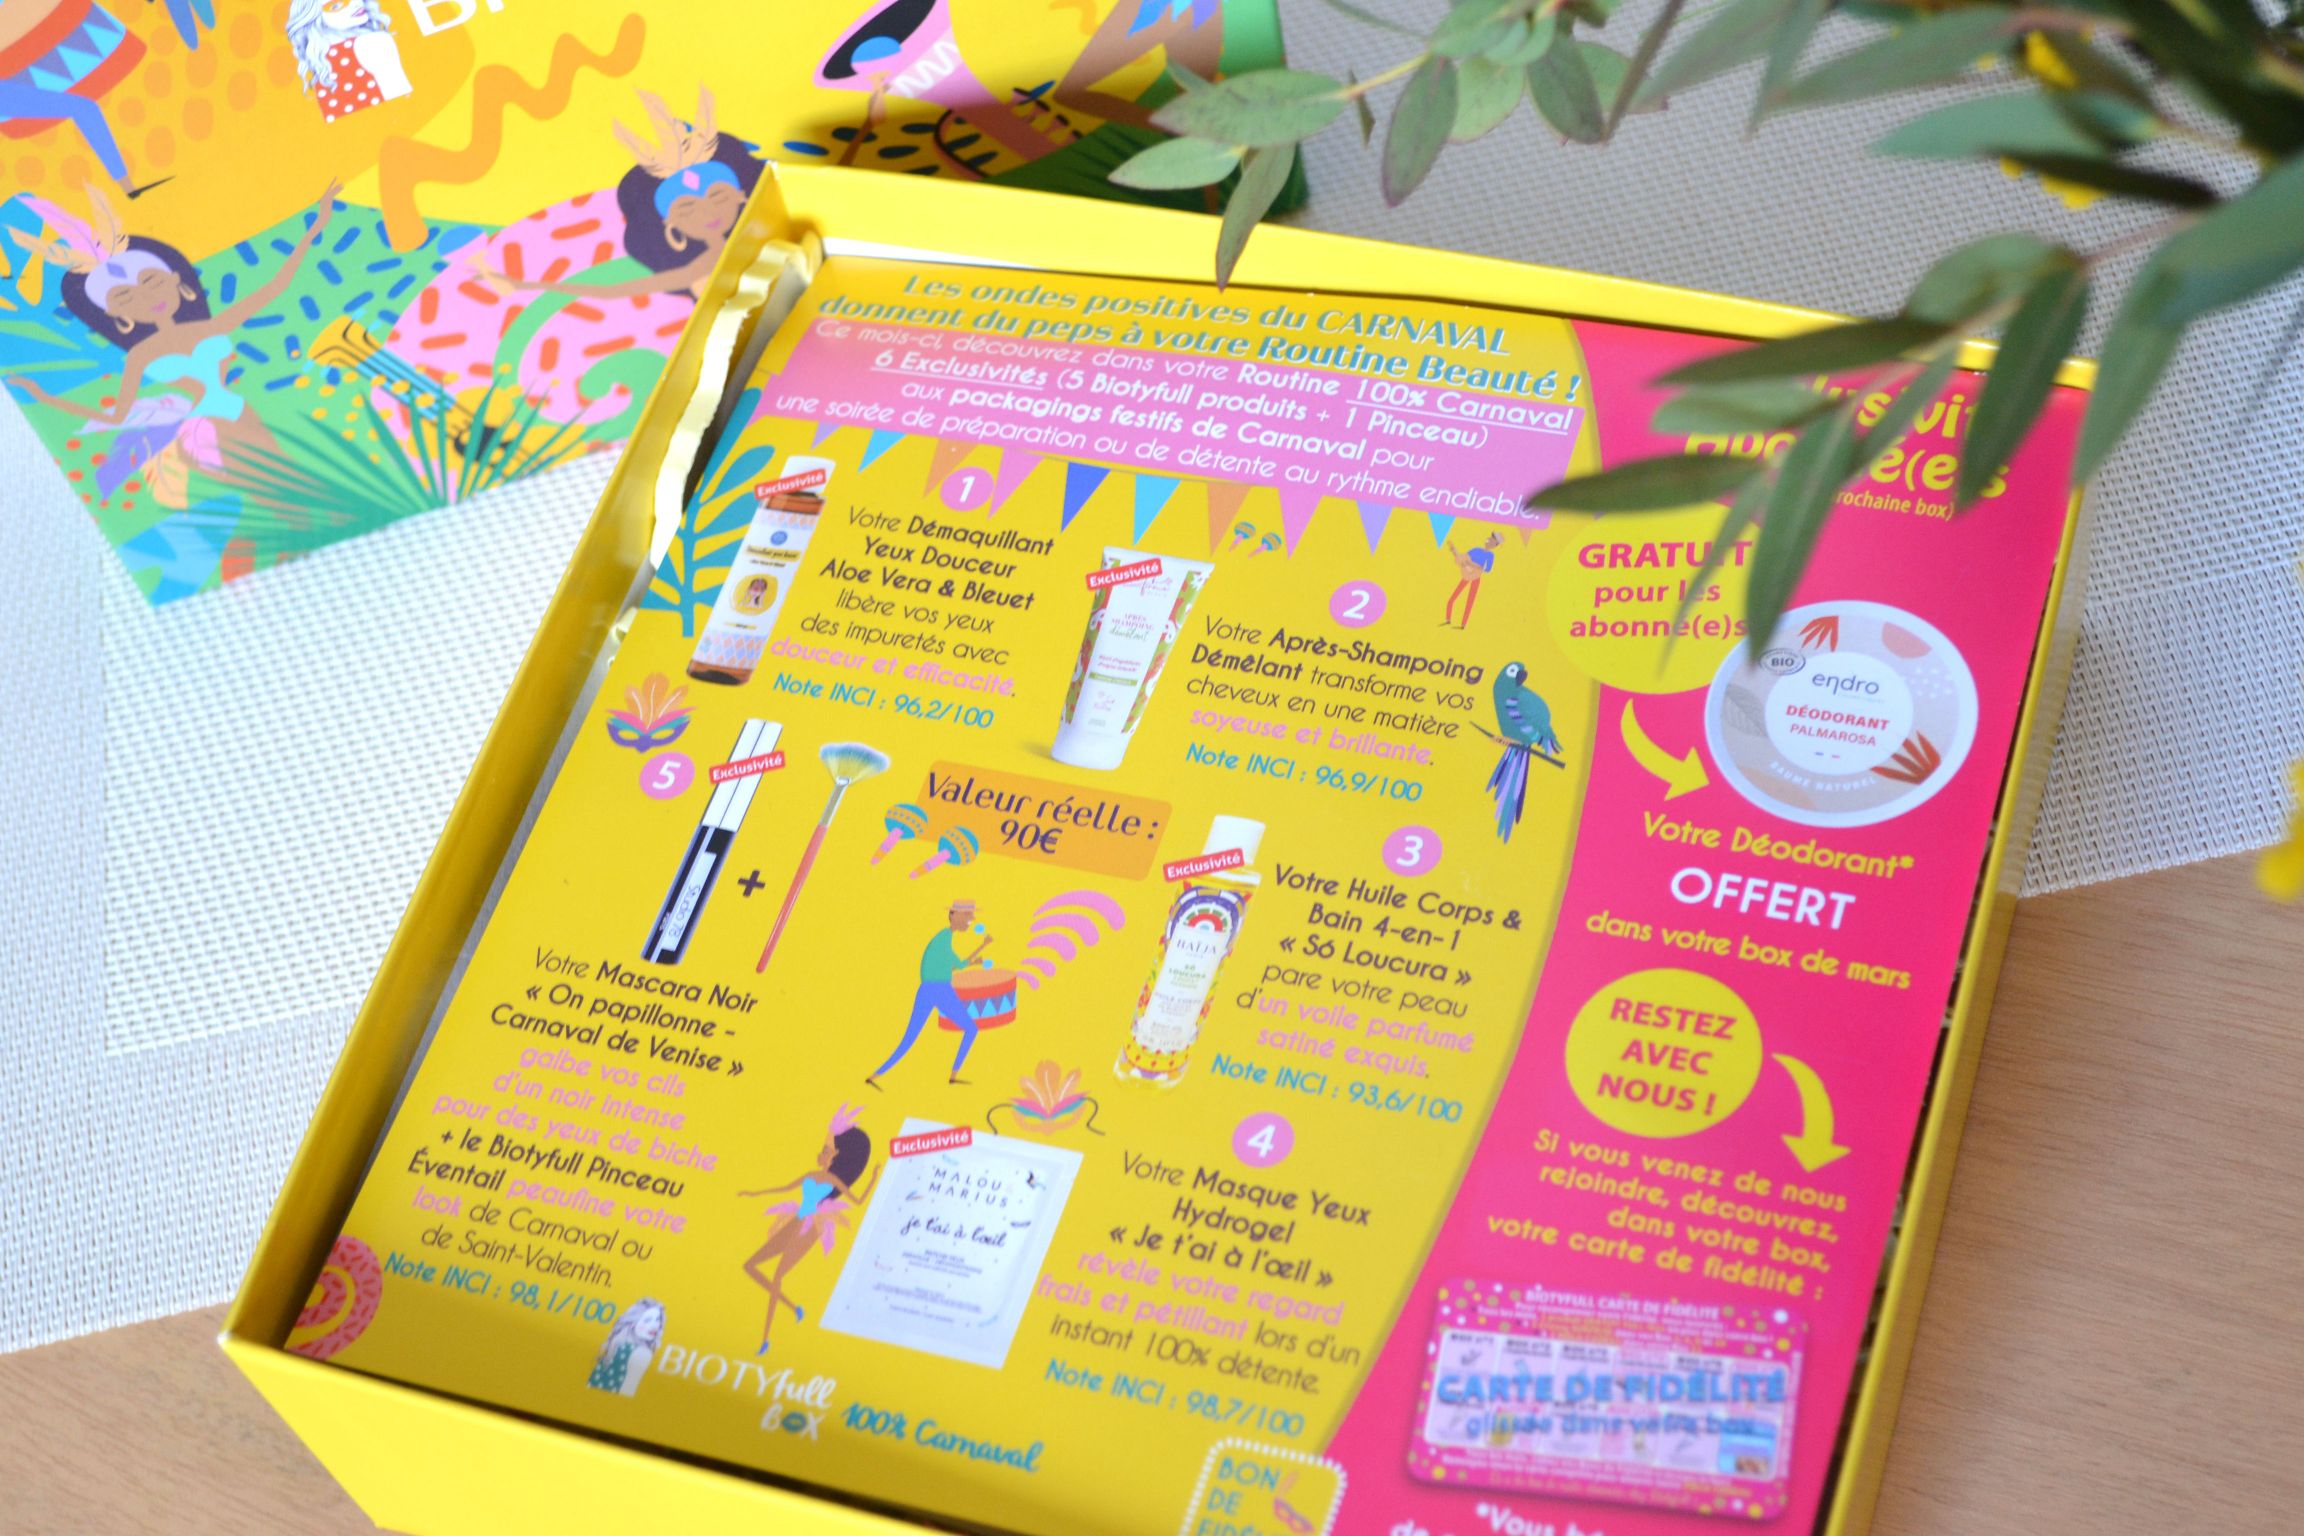 Les ondes positives du CARNAVAL
donnent du peps à votre Routine Beauté !
Ce mois-ci, découvrez dans votre Routine 100% Carnaval
6 Exclusivités (5 Biotyfull produits + 1 Pinceau)
aux packagings festifs de Carnaval pour
une soirée de préparation ou de détente au rythme endiablé.
Exclusivité
1
Votre Démaquillant
Yeux Douceur
Aloe Vera & Bleuet
libère vos yeux
des impuretés avec
douceur et efficacité.
Note INCI : 96,2/100
Exclusivité
APRÈS-
SHAMPOING
démêlant
2
Votre Après-Shampoing
Démêlant transforme vos
cheveux en une matière
soyeuse et brillante.
Note INCI : 96,9/100
5
Exclusivité
Studio 78
+
Votre Mascara Noir
« On papillonne -
Carnaval de Venise »
galbe vos cils
d'un noir intense
pour des yeux de biche
+ le Biotyfull Pinceau
Éventail peaufine votre
look de Carnaval ou
de Saint-Valentin.
Note INCI : 98,1/100
Valeur réelle :
90€
Exclusivité
BAÏJA
SÓ
LOUCURA
3
Votre Huile Corps &
Bain 4-en-1
« Só Loucura »
pare votre peau
d'un voile parfumé
satiné exquis.
Note INCI : 93,6/100
Exclusivité
MALOU &
MARIUS
je t'ai à l'œil
4
Votre Masque Yeux
Hydrogel
« Je t'ai à l'œil »
révèle votre regard
frais et pétillant lors d'un
instant 100% détente.
Note INCI : 98,7/100
BIOTYfull
BOX
100% Carnaval
BON
DE
rochaine box)
GRATUIT
pour les
abonné(e)s
BIO
endro
DÉODORANT
PALMAROSA
BAUME NATUREL
Votre Déodorant*
OFFERT
dans votre box de mars
RESTEZ
AVEC
NOUS !
Si vous venez de nous
rejoindre, découvrez,
dans votre box,
votre carte de fidélité :
BIOTYFULL CARTE DE FIDÉLITÉ
CARTE DE FIDÉLITÉ
glissée dans votre box
*Vous